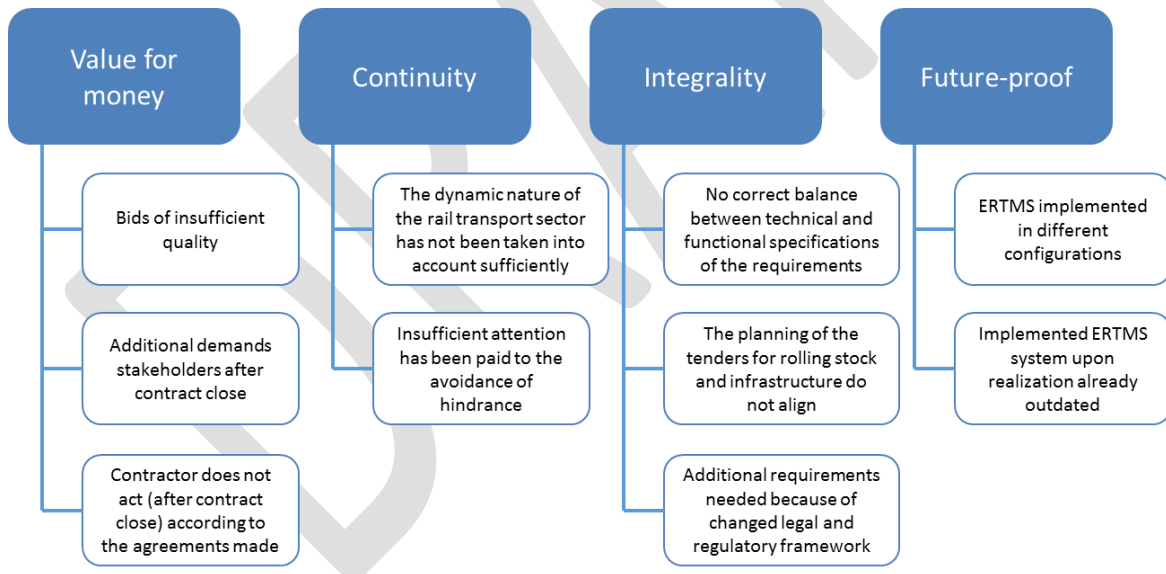 Value for
money
Bids of insufficient
quality
Additional demands
stakeholders after
contract close
Contractor does not
act (after contract
close) according to
the agreements made
Continuity
The dynamic nature of
the rail transport sector
has not been taken into
account sufficiently
Insufficient attention
has been paid to the
avoidance of
hindrance
Integrality
No correct balance
between technical and
functional specifications
of the requirements
The planning of the
tenders for rolling stock
and infrastructure do
not align
Additional requirements
needed because of
changed legal and
regulatory framework
Future-proof
ERTMS implemented
in different
configurations
Implemented ERTMS
system upon
realization already
outdated